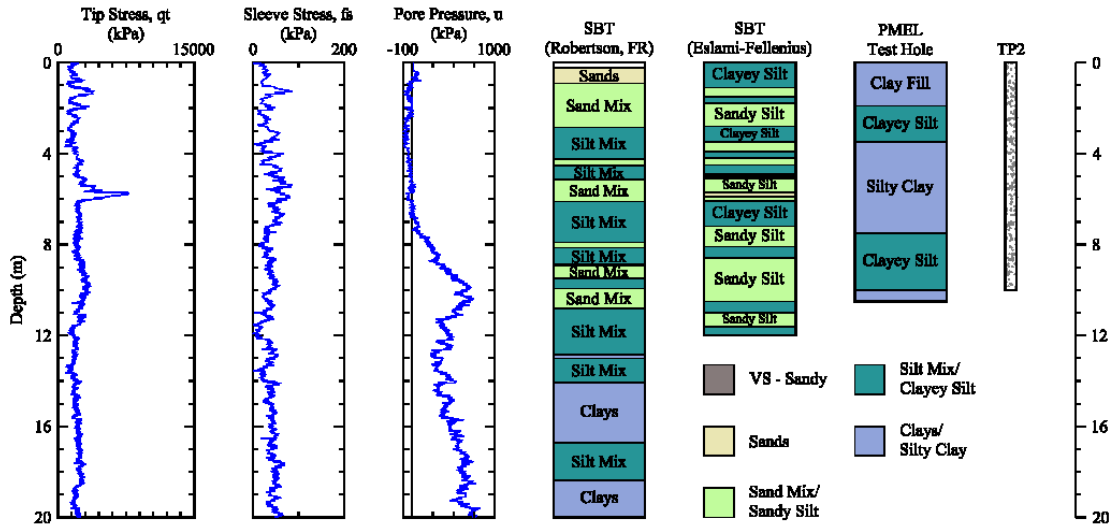 Tip Stress, qt
(kPa)
0 15000
Sleeve Stress, fs
(kPa)
0 200
Pore Pressure, u
(kPa)
-100 1000
SBT
(Robertson, FR)
SBT
(Eslami-Fellenius)
PMEL
Test Hole
TP2
Depth (m)
0
4
8
12
16
20
Sands
Sand Mix
Silt Mix
Silt Mix
Sand Mix
Silt Mix
Silt Mix
Sand Mix
Sand Mix
Silt Mix
Silt Mix
Clays
Silt Mix
Clays
Clayey Silt
Sandy Silt
Clayey Silt
Sandy Silt
Clayey Silt
Sandy Silt
Sandy Silt
Sandy Silt
Clay Fill
Clayey Silt
Silty Clay
Clayey Silt
0
4
8
12
16
20
VS - Sandy
Sands
Sand Mix/
Sandy Silt
Silt Mix/
Clayey Silt
Clays/
Silty Clay